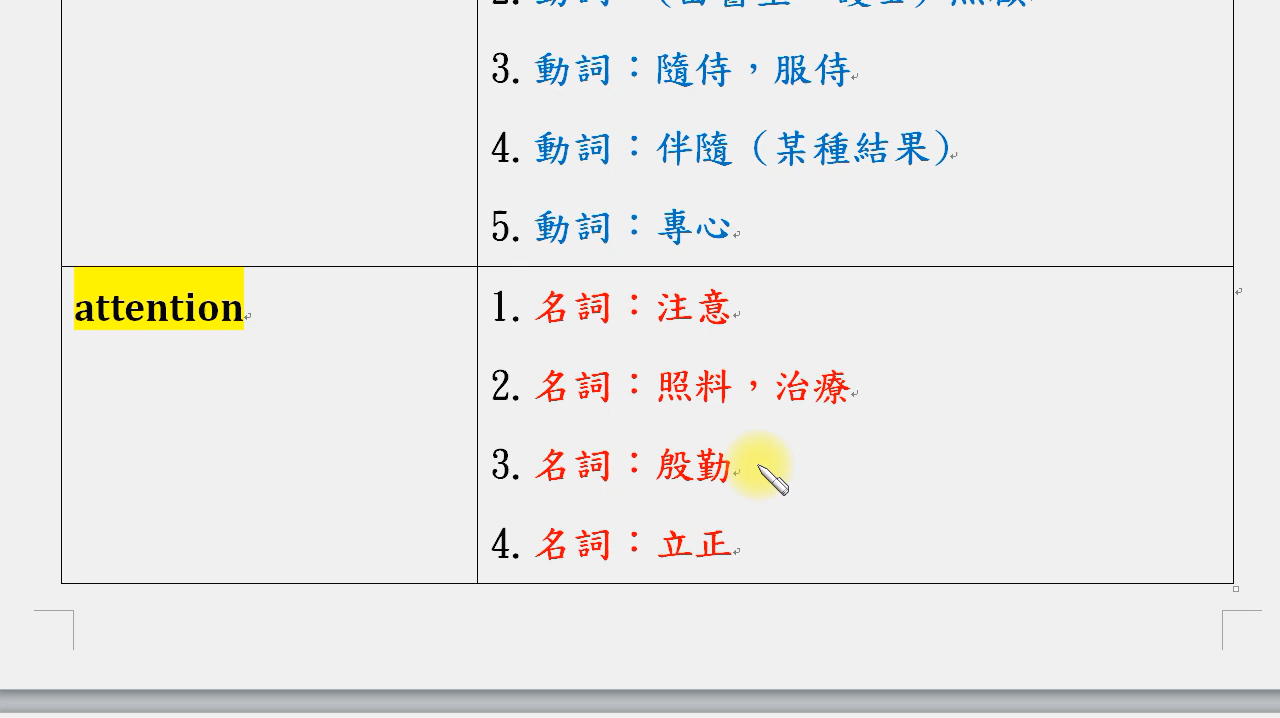 3. 動詞：隨侍，服侍
4. 動詞：伴隨（某種結果）
5. 動詞：專心
attention
1. 名詞：注意
2. 名詞：照料，治療
3. 名詞：殷勤
4. 名詞：立正